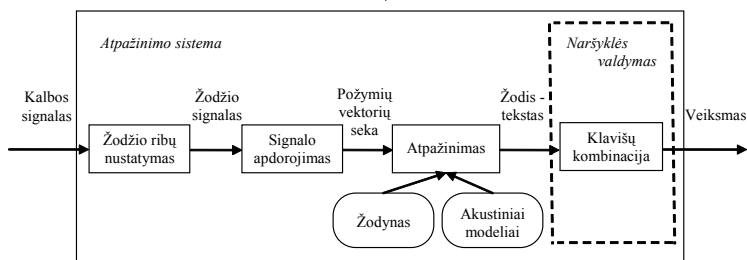 Atpažinimo sistema
Naršyklės
valdymas
Kalbos
signalas
Žodžio
signalas
Požymių
vektorių
seka
Žodis -
tekstas
Veiksmas
Žodžio ribų
nustatymas
Signalo
apdorojimas
Atpažinimas
Klavišų
kombinacija
Žodynas
Akustiniai
modeliai